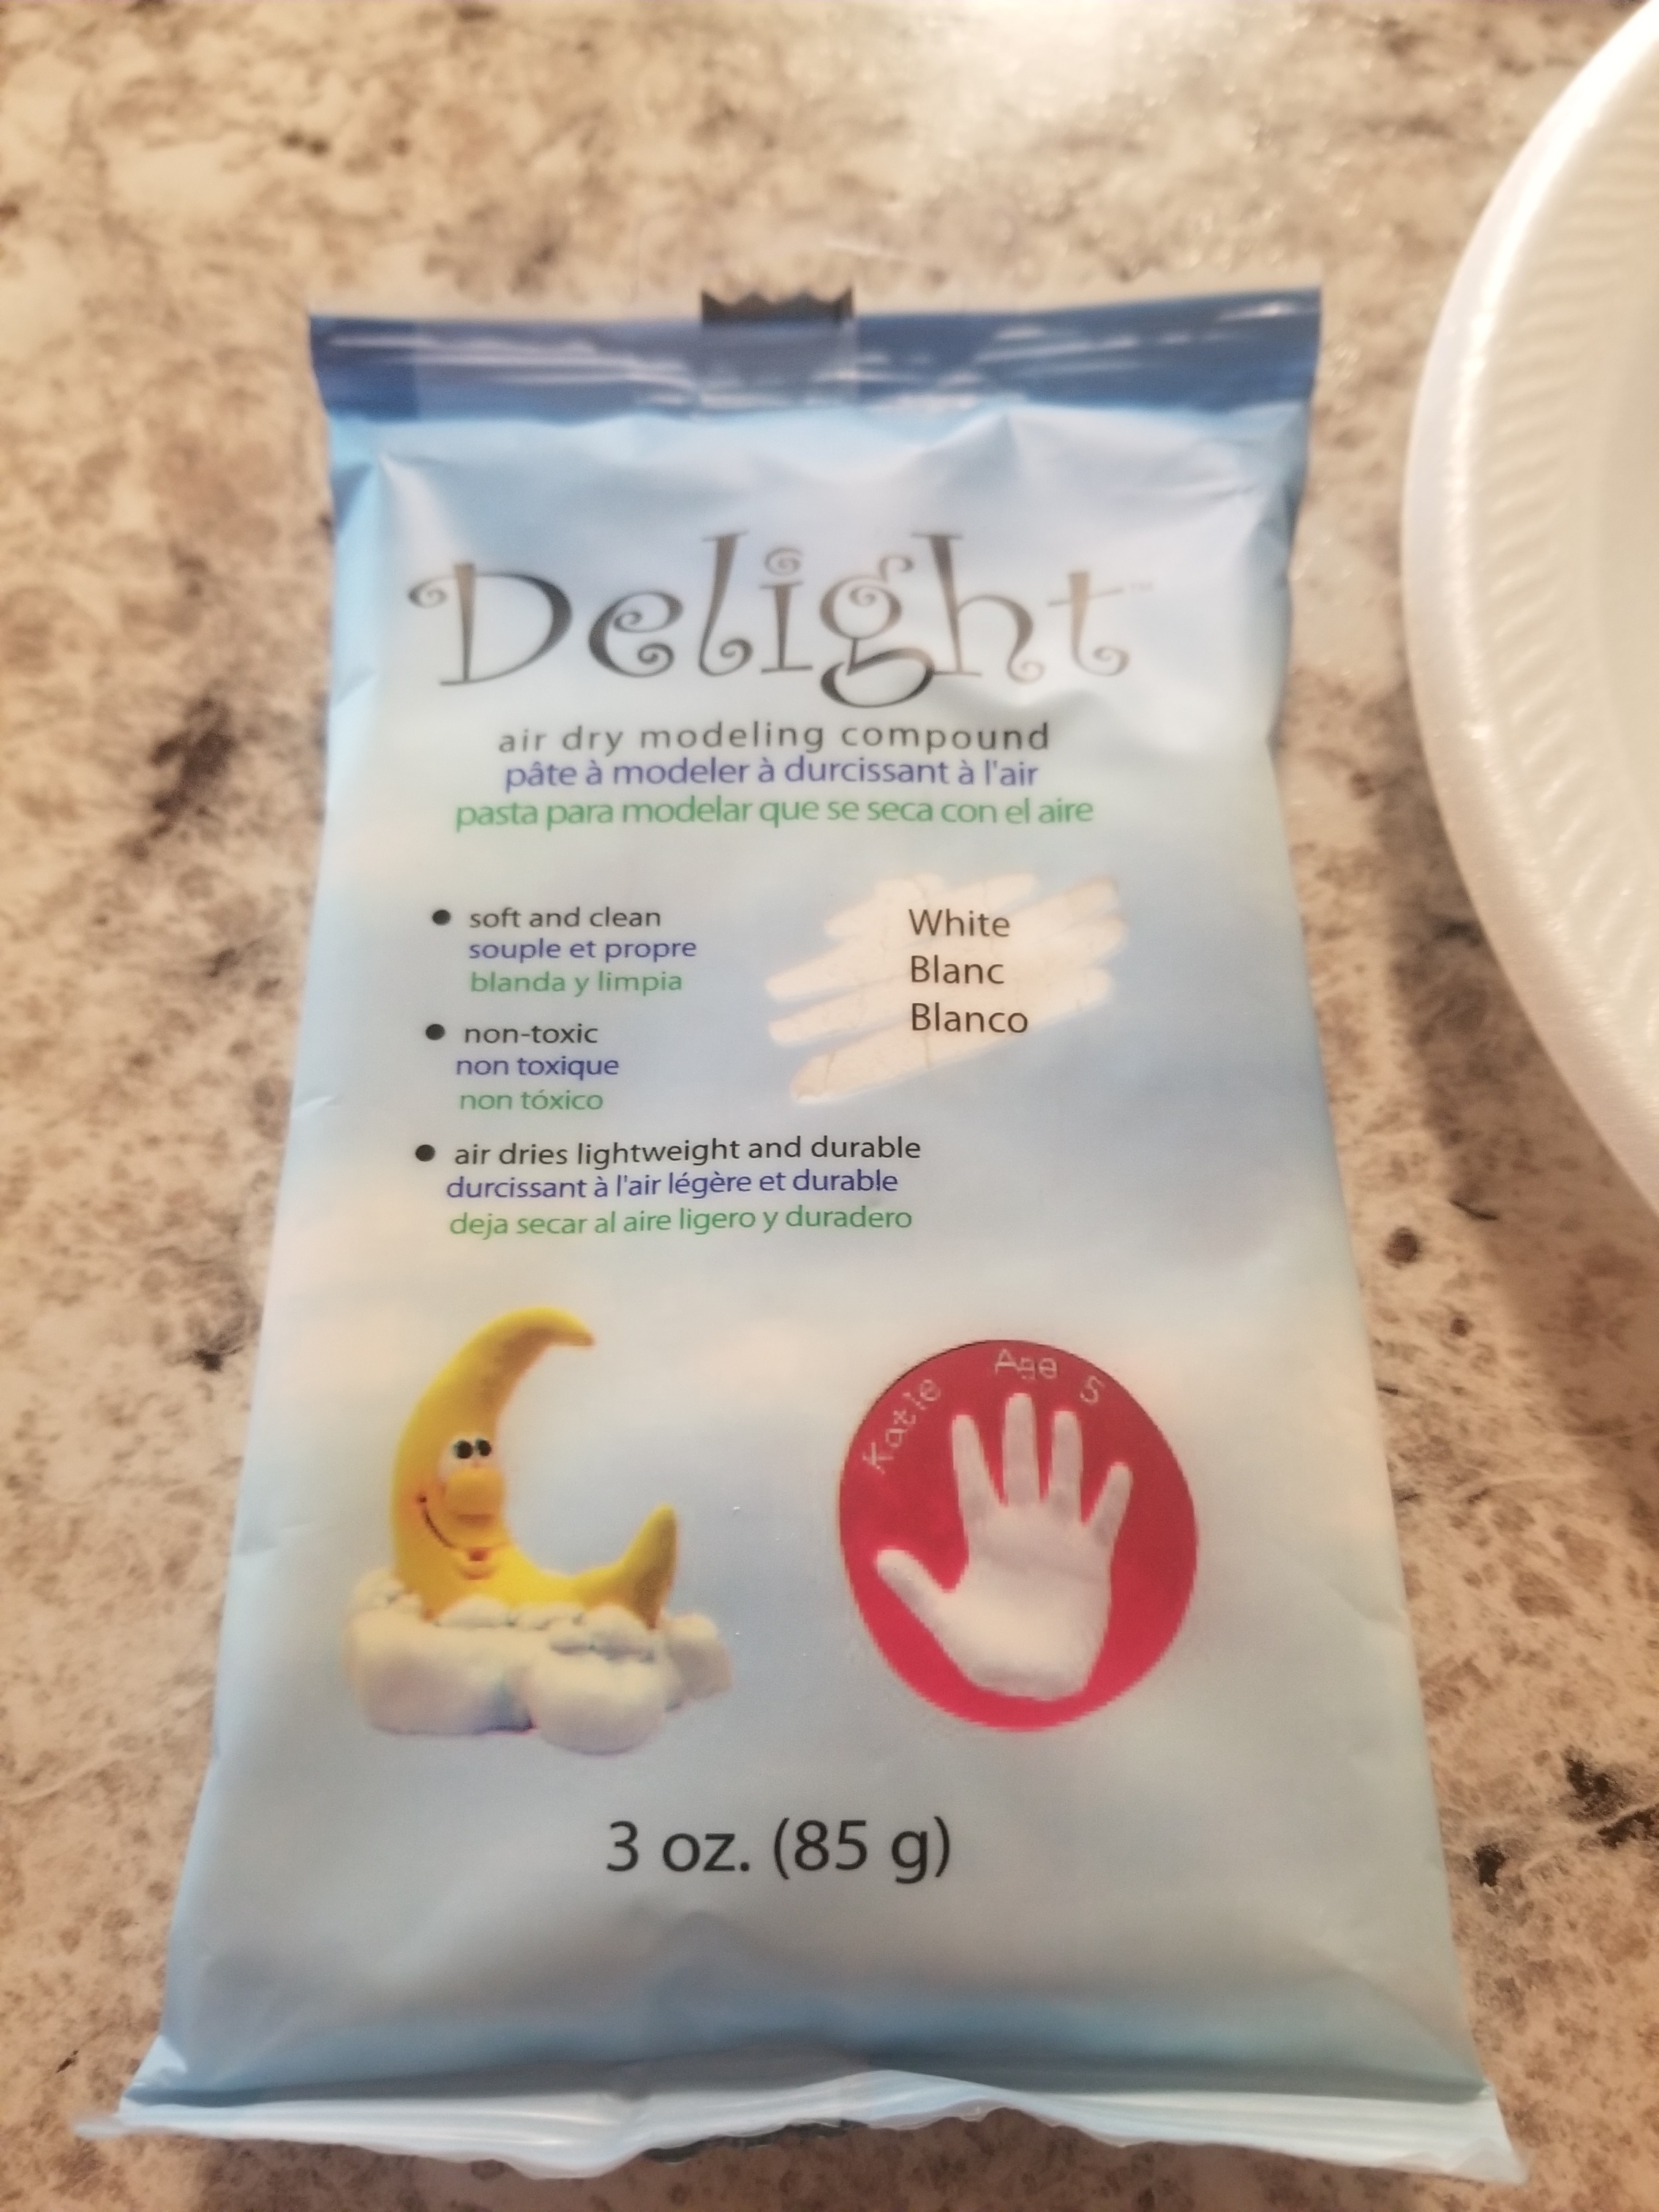 Delight™
air dry modeling compound
pâte à modeler à durcissant à l'air
pasta para modelar que se seca con el aire
• soft and clean
souple et propre
blanda y limpia
• non-toxic
non toxique
non tóxico
• air dries lightweight and durable
durcissant à l'air légère et durable
deja secar al aire ligero y duradero
White
Blanc
Blanco
Katie Age 5
3 oz. (85 g)